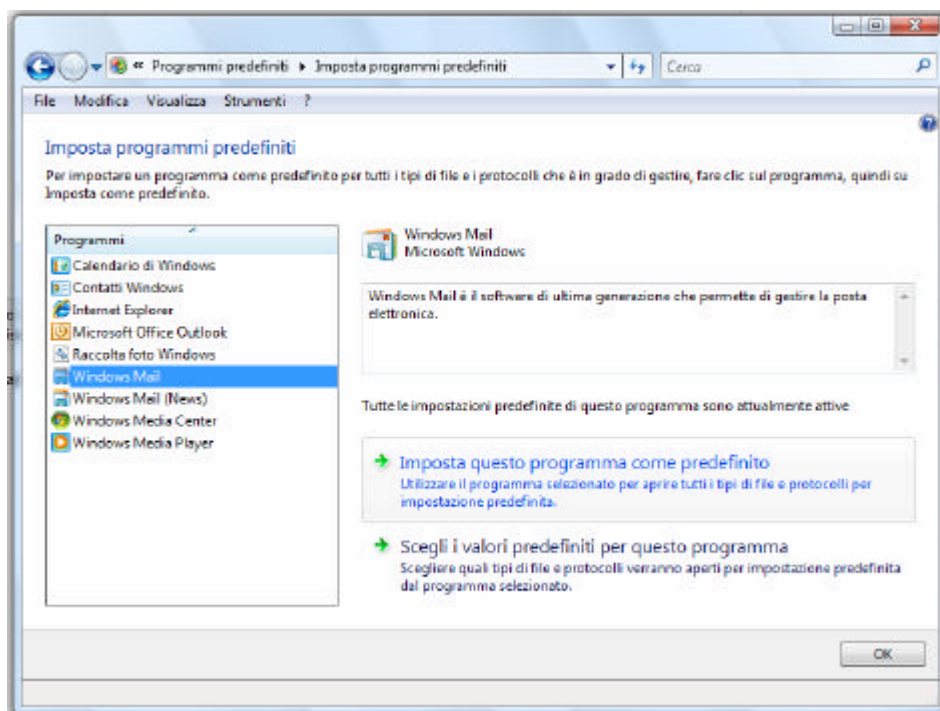 « Programmi predefiniti ▸ Imposta programmi predefiniti
Cerca
File Modifica Visualizza Strumenti ?
Imposta programmi predefiniti
Per impostare un programma come predefinito per tutti i tipi di file e i protocolli che è in grado di gestire, fare clic sul programma, quindi su
Imposta come predefinito.
Programmi
Calendario di Windows
Contatti Windows
Internet Explorer
Microsoft Office Outlook
Raccolta foto Windows
Windows Mail
Windows Mail (News)
Windows Media Center
Windows Media Player
Windows Mail
Microsoft Windows
Windows Mail è il software di ultima generazione che permette di gestire la posta
elettronica.
Tutte le impostazioni predefinite di questo programma sono attualmente attive
Imposta questo programma come predefinito
Utilizzare il programma selezionato per aprire tutti i tipi di file e protocolli per
impostazione predefinita.
Scegli i valori predefiniti per questo programma
Scegliere quali tipi di file e protocolli verranno aperti per impostazione predefinita
dal programma selezionato.
OK